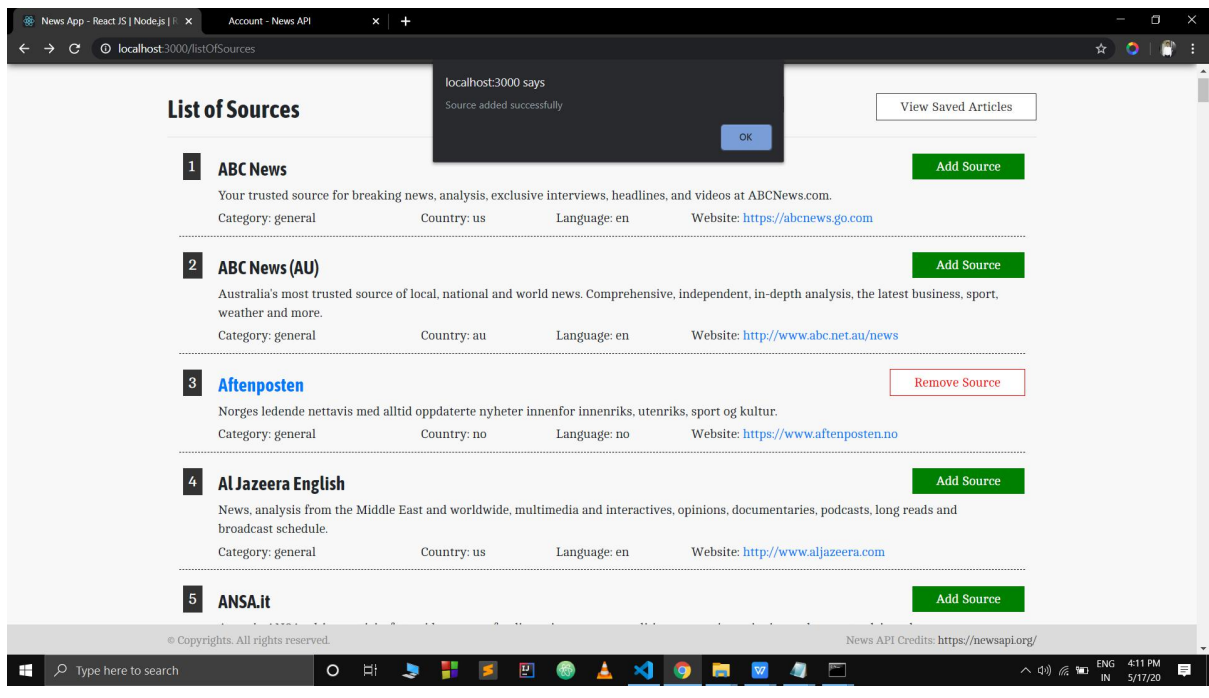 News App - React JS | Node.js | R
Account - News API
localhost:3000/listOfSources
localhost:3000 says
Source added successfully
OK
List of Sources
View Saved Articles
1
ABC News
Add Source
Your trusted source for breaking news, analysis, exclusive interviews, headlines, and videos at ABCNews.com.
Category: general Country: us Language: en Website: https://abcnews.go.com
2
ABC News (AU)
Add Source
Australia's most trusted source of local, national and world news. Comprehensive, independent, in-depth analysis, the latest business, sport,
weather and more.
Category: general Country: au Language: en Website: http://www.abc.net.au/news
3
Aftenposten
Remove Source
Norges ledende nettavis med alltid oppdaterte nyheter innenfor innenriks, utenriks, sport og kultur.
Category: general Country: no Language: no Website: https://www.aftenposten.no
4
Al Jazeera English
Add Source
News, analysis from the Middle East and worldwide, multimedia and interactives, opinions, documentaries, podcasts, long reads and
broadcast schedule.
Category: general Country: us Language: en Website: http://www.aljazeera.com
5
ANSA.it
Add Source
© Copyrights. All rights reserved.
News API Credits: https://newsapi.org/
Type here to search
ENG 4:11 PM
IN 5/17/20